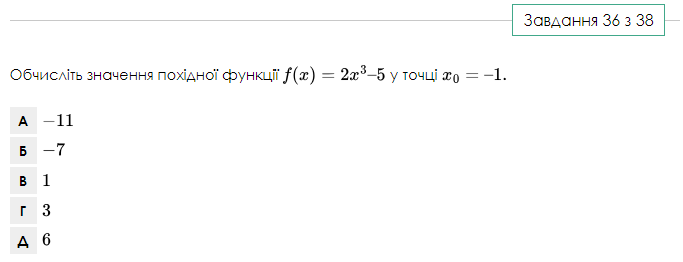 Завдання 36 з 38
Обчисліть значення похідної функції f(x) = 2x³–5 у точці x₀ = –1.
А −11
Б −7
В 1
Г 3
Д 6